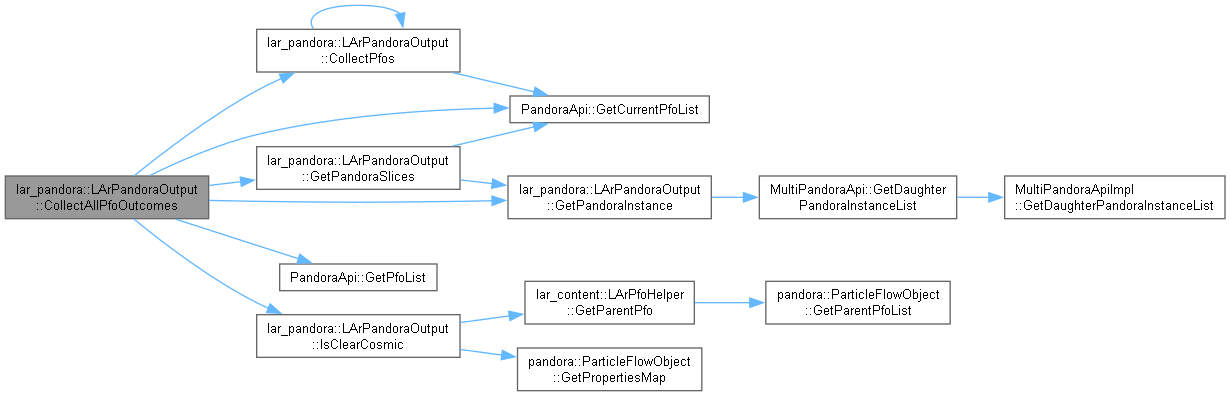 lar_pandora::LArPandoraOutput
::CollectAllPfoOutcomes
lar_pandora::LArPandoraOutput
::CollectPfos
PandoraApi::GetCurrentPfoList
lar_pandora::LArPandoraOutput
::GetPandoraSlices
lar_pandora::LArPandoraOutput
::GetPandoraInstance
MultiPandoraApi::GetDaughter
PandoraInstanceList
MultiPandoraApiImpl
::GetDaughterPandoraInstanceList
PandoraApi::GetPfoList
lar_pandora::LArPandoraOutput
::IsClearCosmic
lar_content::LArPfoHelper
::GetParentPfo
pandora::ParticleFlowObject
::GetParentPfoList
pandora::ParticleFlowObject
::GetPropertiesMap